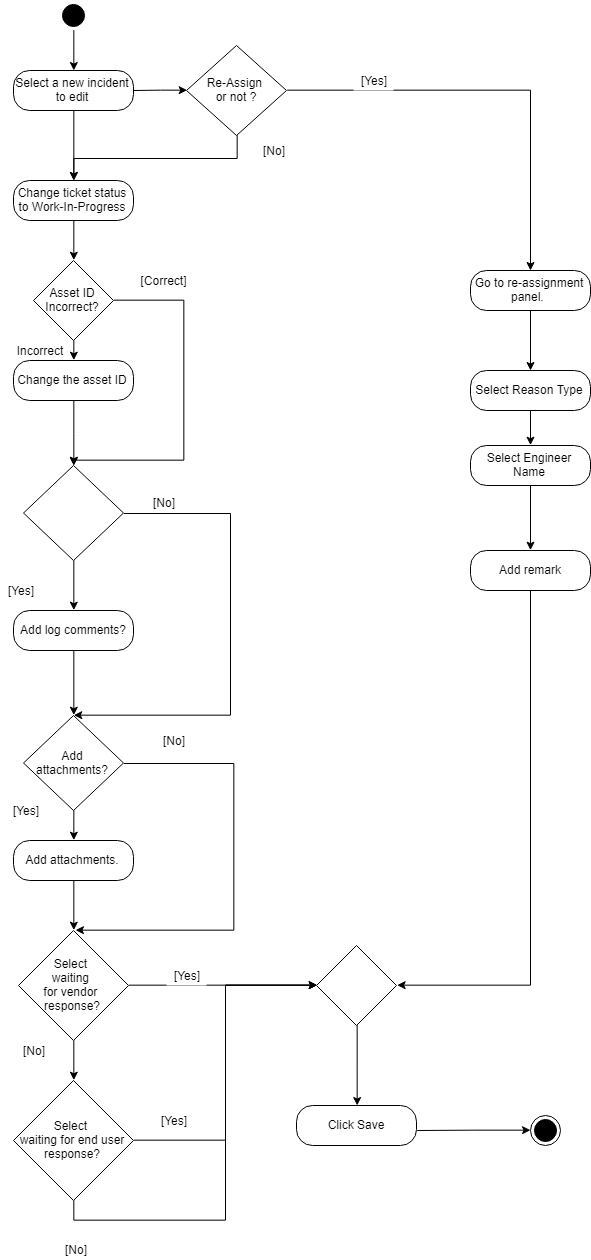 Select a new incident
to edit
Re-Assign
or not ?
[Yes]
[No]
Change ticket status
to Work-In-Progress
[Correct]
Asset ID
Incorrect?
Go to re-assignment
panel.
Incorrect
Change the asset ID
Select Reason Type
Select Engineer
Name
[No]
Add remark
[Yes]
Add log comments?
[No]
Add
attachments?
[Yes]
Add attachments.
Select
waiting
for vendor
response?
[Yes]
[No]
Select
waiting for end user
response?
[Yes]
Click Save
[No]